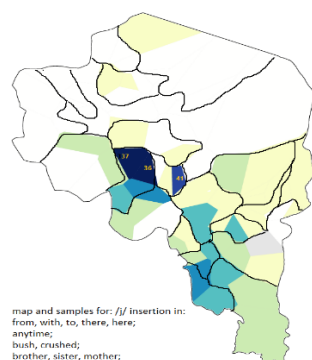 37
36
41
map and samples for: /j/ insertion in:
from, with, to, there, here;
anytime;
bush, crushed;
brother, sister, mother;